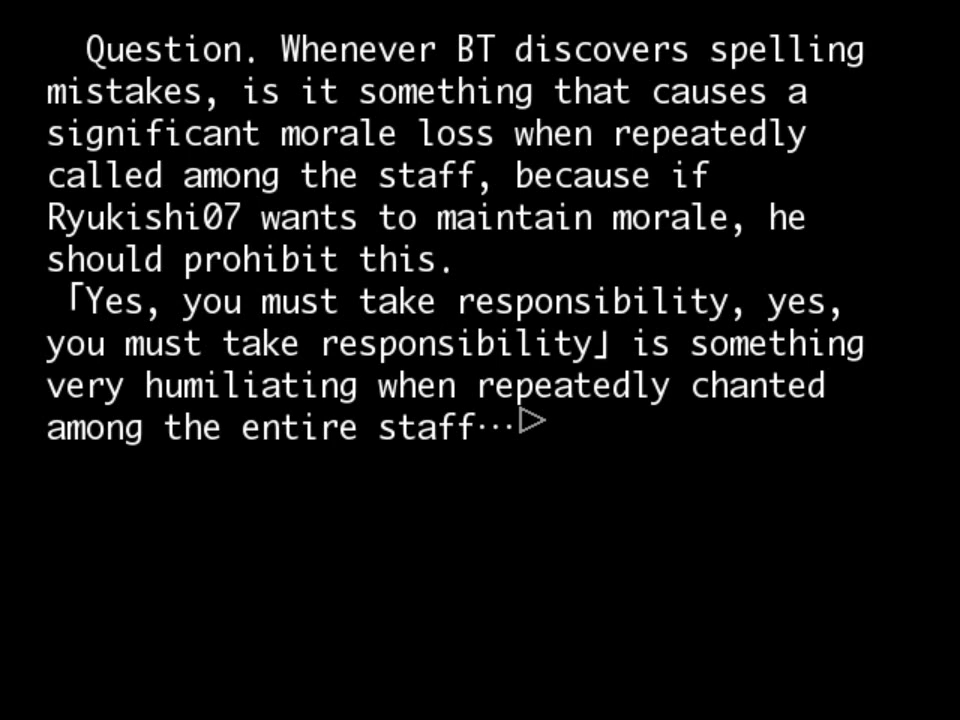 Question. Whenever BT discovers spelling
mistakes, is it something that causes a
significant morale loss when repeatedly
called among the staff, because if
Ryukishi07 wants to maintain morale, he
should prohibit this.
「Yes, you must take responsibility, yes,
you must take responsibility」 is something
very humiliating when repeatedly chanted
among the entire staff…